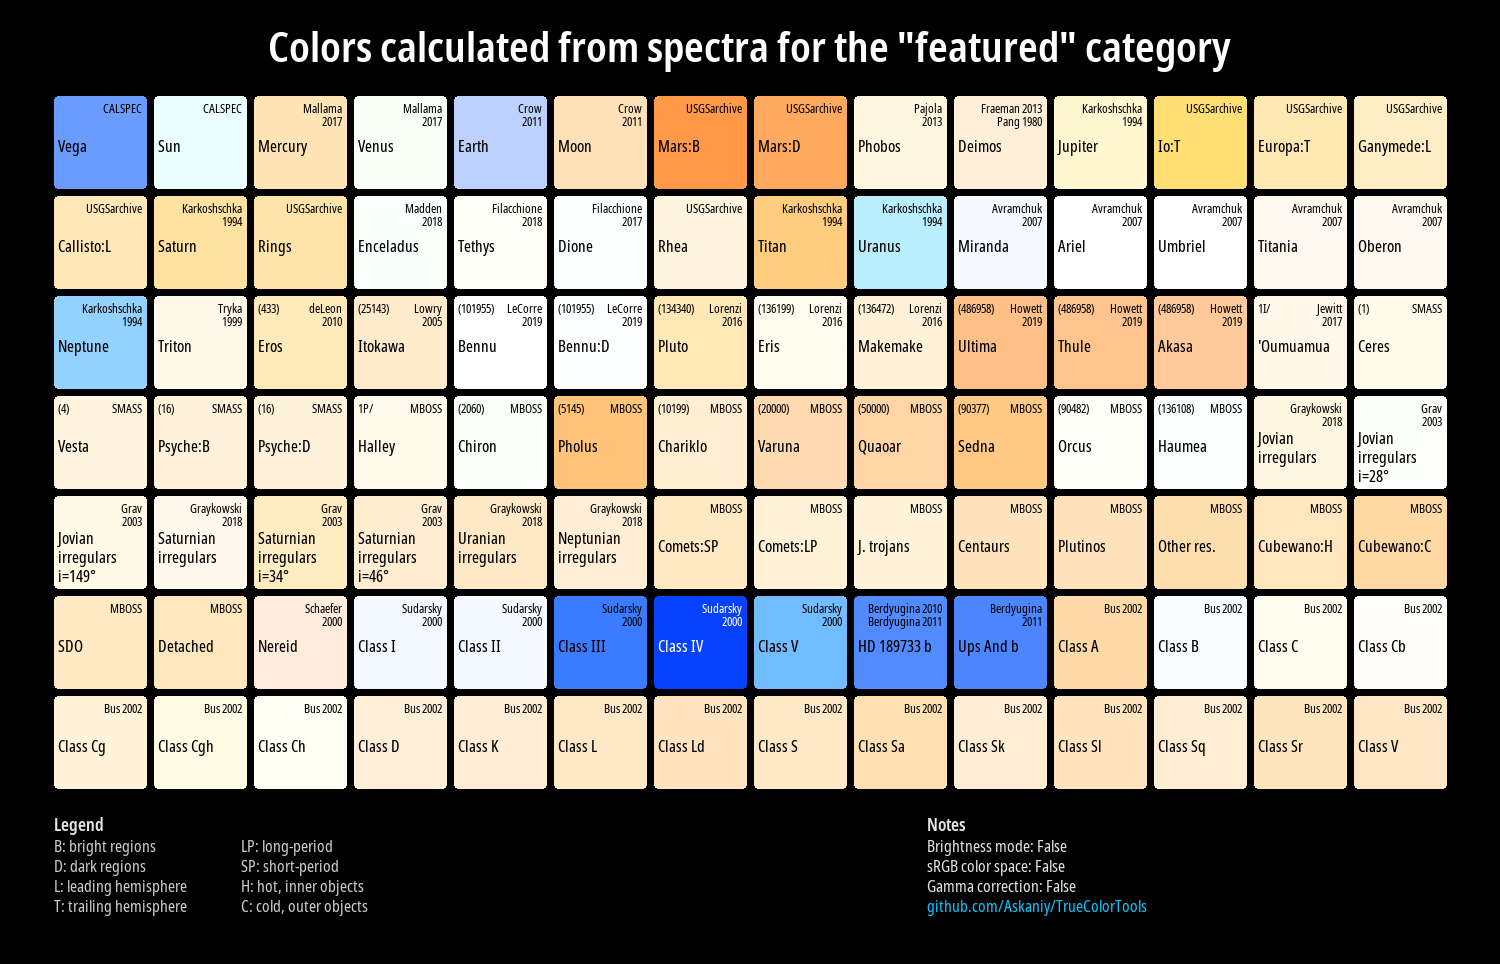 Colors calculated from spectra for the "featured" category
CALSPEC
Vega
CALSPEC
Sun
Mallama
2017
Mercury
Mallama
2017
Venus
Crow
2011
Earth
Crow
2011
Moon
USGSarchive
Mars:B
USGSarchive
Mars:D
Pajola
2013
Phobos
Fraeman 2013
Pang 1980
Deimos
Karkoshschka
1994
Jupiter
USGSarchive
Io:T
USGSarchive
Europa:T
USGSarchive
Ganymede:L
USGSarchive
Callisto:L
Karkoshschka
1994
Saturn
USGSarchive
Rings
Madden
2018
Enceladus
Filacchione
2018
Tethys
Filacchione
2017
Dione
USGSarchive
Rhea
Karkoshschka
1994
Titan
Karkoshschka
1994
Uranus
Avramchuk
2007
Miranda
Avramchuk
2007
Ariel
Avramchuk
2007
Umbriel
Avramchuk
2007
Titania
Avramchuk
2007
Oberon
Karkoshschka
1994
Neptune
Tryka
1999
Triton
(433) deLeon
2010
Eros
(25143) Lowry
2005
Itokawa
(101955) LeCorre
2019
Bennu
(101955) LeCorre
2019
Bennu:D
(134340) Lorenzi
2016
Pluto
(136199) Lorenzi
2016
Eris
(136472) Lorenzi
2016
Makemake
(486958) Howett
2019
Ultima
(486958) Howett
2019
Thule
(486958) Howett
2019
Akasa
1I/ Jewitt
2017
'Oumuamua
(1) SMASS
Ceres
(4) SMASS
Vesta
(16) SMASS
Psyche:B
(16) SMASS
Psyche:D
1P/ MBOSS
Halley
(2060) MBOSS
Chiron
(5145) MBOSS
Pholus
(10199) MBOSS
Chariklo
(20000) MBOSS
Varuna
(50000) MBOSS
Quaoar
(90377) MBOSS
Sedna
(90482) MBOSS
Orcus
(136108) MBOSS
Haumea
Graykowski
2018
Jovian
irregulars
Grav
2003
Jovian
irregulars
i=28°
Grav
2003
Jovian
irregulars
i=149°
Graykowski
2018
Saturnian
irregulars
Grav
2003
Saturnian
irregulars
i=34°
Grav
2003
Saturnian
irregulars
i=46°
Graykowski
2018
Uranian
irregulars
Graykowski
2018
Neptunian
irregulars
MBOSS
Comets:SP
MBOSS
Comets:LP
MBOSS
J. trojans
MBOSS
Centaurs
MBOSS
Plutinos
MBOSS
Other res.
MBOSS
Cubewano:H
MBOSS
Cubewano:C
MBOSS
SDO
MBOSS
Detached
Schaefer
2000
Nereid
Sudarsky
2000
Class I
Sudarsky
2000
Class II
Sudarsky
2000
Class III
Sudarsky
2000
Class IV
Sudarsky
2000
Class V
Berdyugina 2010
Berdyugina 2011
HD 189733 b
Berdyugina
2011
Ups And b
Bus 2002
Class A
Bus 2002
Class B
Bus 2002
Class C
Bus 2002
Class Cb
Bus 2002
Class Cg
Bus 2002
Class Cgh
Bus 2002
Class Ch
Bus 2002
Class D
Bus 2002
Class K
Bus 2002
Class L
Bus 2002
Class Ld
Bus 2002
Class S
Bus 2002
Class Sa
Bus 2002
Class Sk
Bus 2002
Class Sl
Bus 2002
Class Sq
Bus 2002
Class Sr
Bus 2002
Class V
Legend
B: bright regions
D: dark regions
L: leading hemisphere
T: trailing hemisphere
LP: long-period
SP: short-period
H: hot, inner objects
C: cold, outer objects
Notes
Brightness mode: False
sRGB color space: False
Gamma correction: False
github.com/Askaniy/TrueColorTools